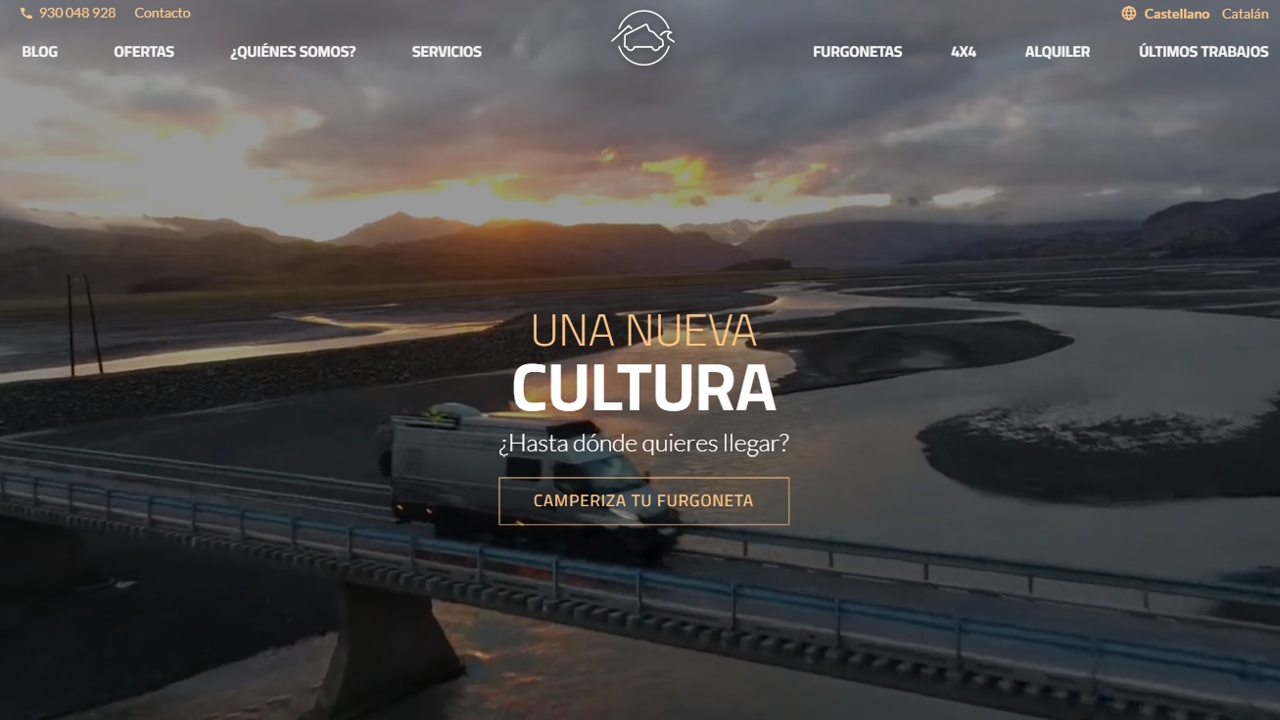 930 048 928 Contacto Castellano Catalán
BLOG OFERTAS ¿QUIÉNES SOMOS? SERVICIOS FURGONETAS 4X4 ALQUILER ÚLTIMOS TRABAJOS
UNA NUEVA
CULTURA
¿Hasta dónde quieres llegar?
CAMPERIZA TU FURGONETA